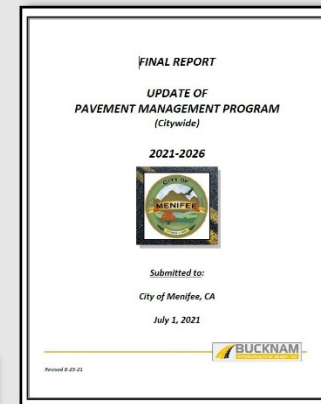 FINAL REPORT
UPDATE OF
PAVEMENT MANAGEMENT PROGRAM
(Citywide)
2021-2026
CITY OF
MENIFEE
Submitted to:
City of Menifee, CA
July 1, 2021
BUCKNAM
Revised 8-23-21